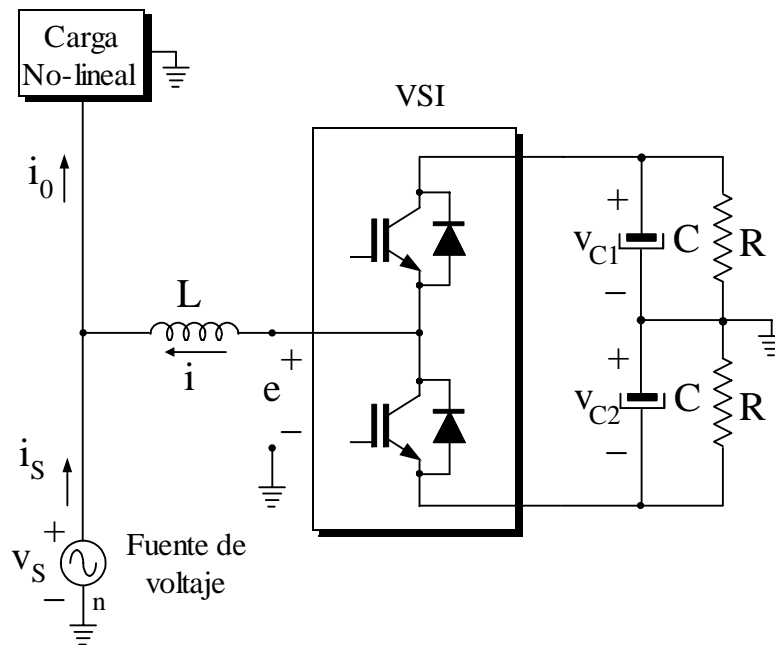 Carga
No-lineal
VSI
i0
L
+
vC1
−
C
R
i
+
e
−
+
vC2
−
C
R
iS
+
vS
−
n
Fuente de
voltaje